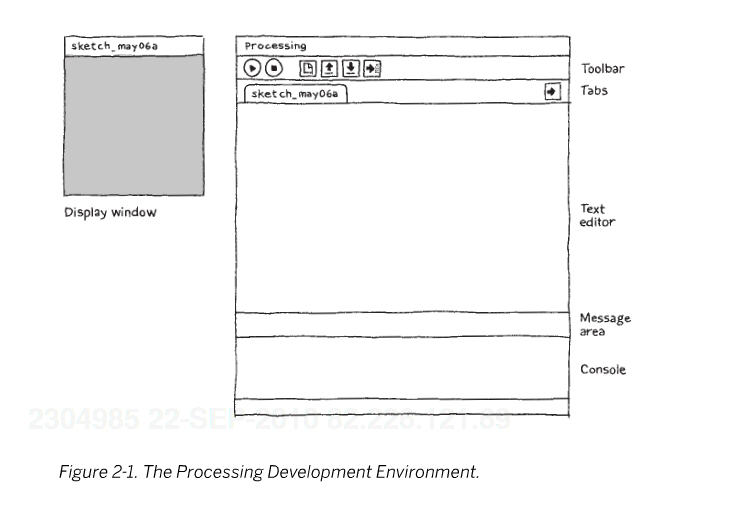 sketch_may06a
Processing
Toolbar
sketch_may06a
Tabs
Display window
Text
editor
Message
area
Console
2304985 22-SEP-2010 82.226.121.89
Figure 2-1. The Processing Development Environment.